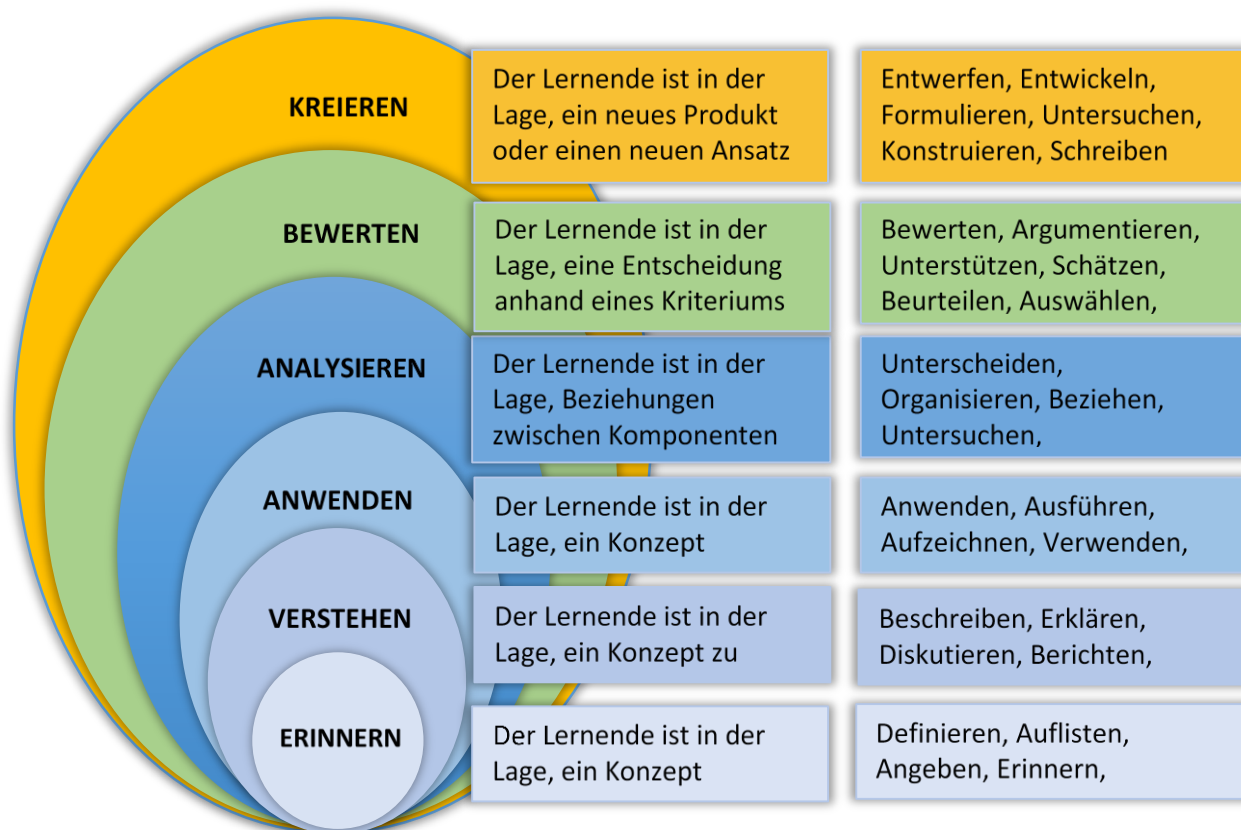 KREIEREN
Der Lernende ist in der
Lage, ein neues Produkt
oder einen neuen Ansatz
Entwerfen, Entwickeln,
Formulieren, Untersuchen,
Konstruieren, Schreiben
BEWERTEN
Der Lernende ist in der
Lage, eine Entscheidung
anhand eines Kriteriums
Bewerten, Argumentieren,
Unterstützen, Schätzen,
Beurteilen, Auswählen,
ANALYSIEREN
Der Lernende ist in der
Lage, Beziehungen
zwischen Komponenten
Unterscheiden,
Organisieren, Beziehen,
Untersuchen,
ANWENDEN
Der Lernende ist in der
Lage, ein Konzept
Anwenden, Ausführen,
Aufzeichnen, Verwenden,
VERSTEHEN
Der Lernende ist in der
Lage, ein Konzept zu
Beschreiben, Erklären,
Diskutieren, Berichten,
ERINNERN
Der Lernende ist in der
Lage, ein Konzept
Definieren, Auflisten,
Angeben, Erinnern,